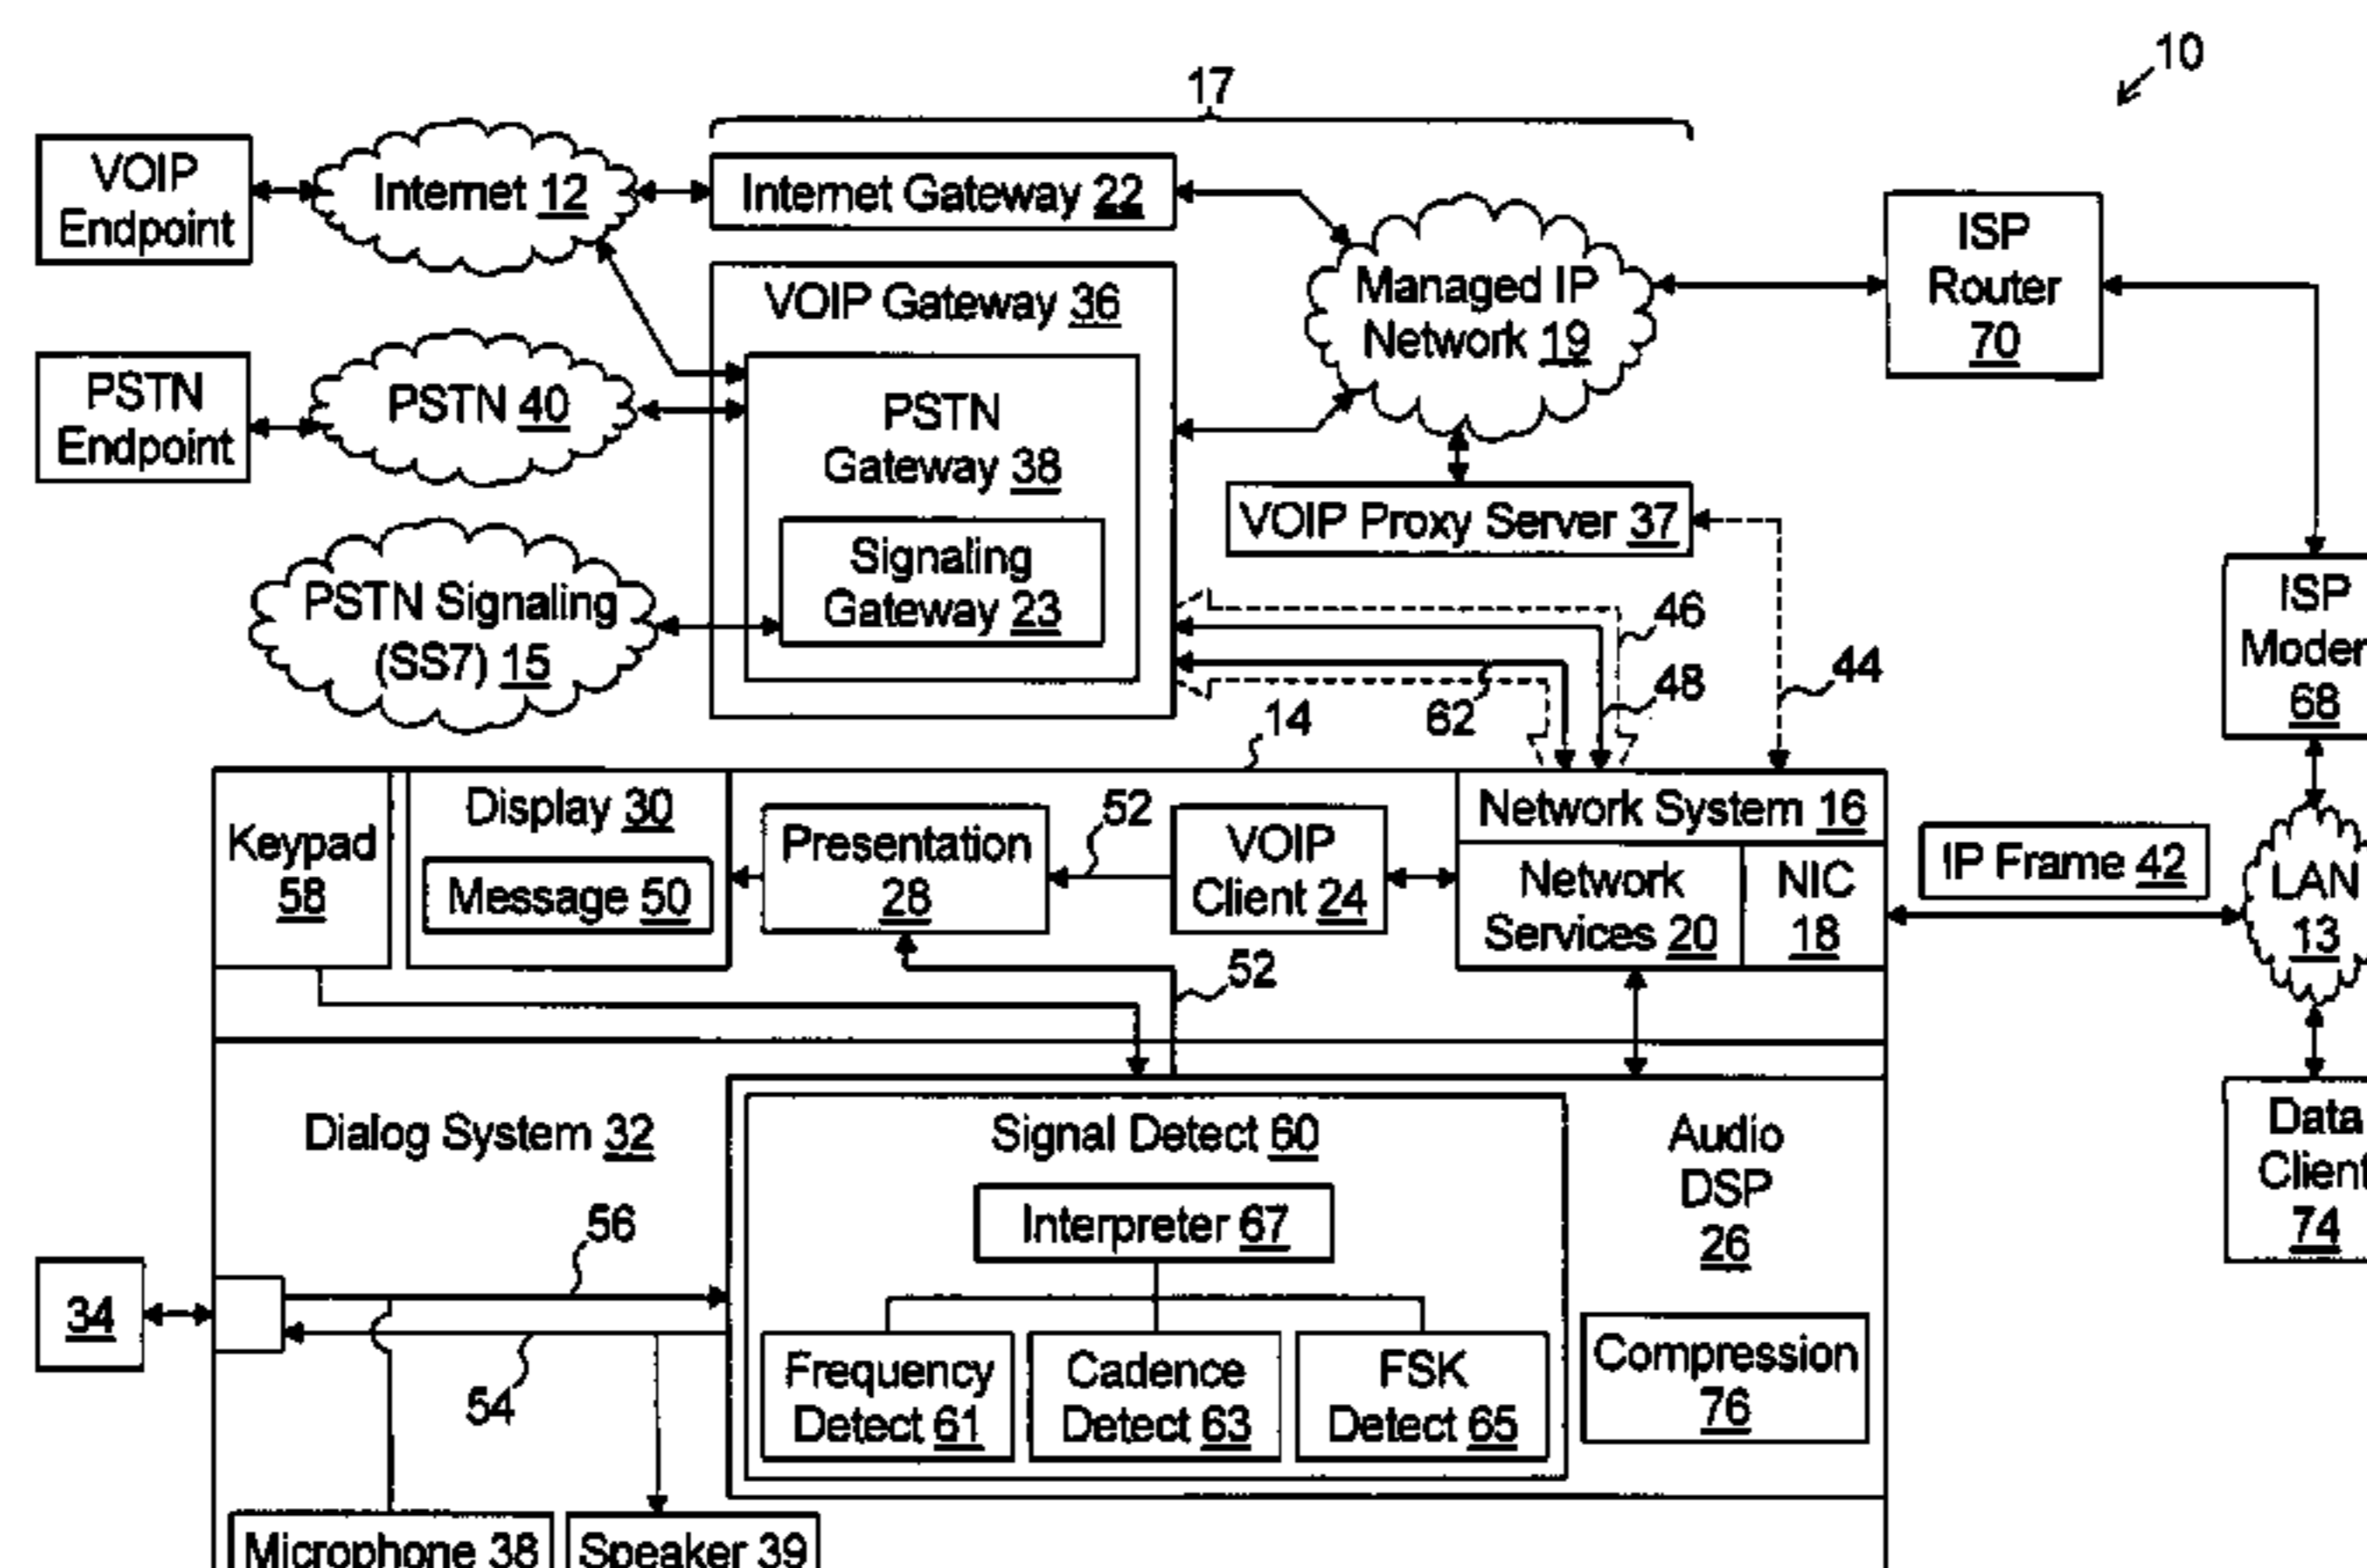 10
17
VOIP
Endpoint
Internet 12
Internet Gateway 22
Managed IP
Network 19
ISP
Router
70
VOIP Gateway 36
PSTN
Endpoint
PSTN 40
PSTN
Gateway 38
VOIP Proxy Server 37
PSTN Signaling
(SS7) 15
Signaling
Gateway 23
46
48
62
44
14
ISP
Moder
68
Keypad
58
Display 30
Message 50
Presentation
28
52
VOIP
Client 24
Network System 16
Network
Services 20
NIC
18
IP Frame 42
LAN
13
52
Dialog System 32
Signal Detect 60
Audio
DSP
26
Data
Client
74
Interpreter 67
56
34
54
Frequency
Detect 61
Cadence
Detect 63
FSK
Detect 65
Compression
76
Microphone 38
Speaker 39